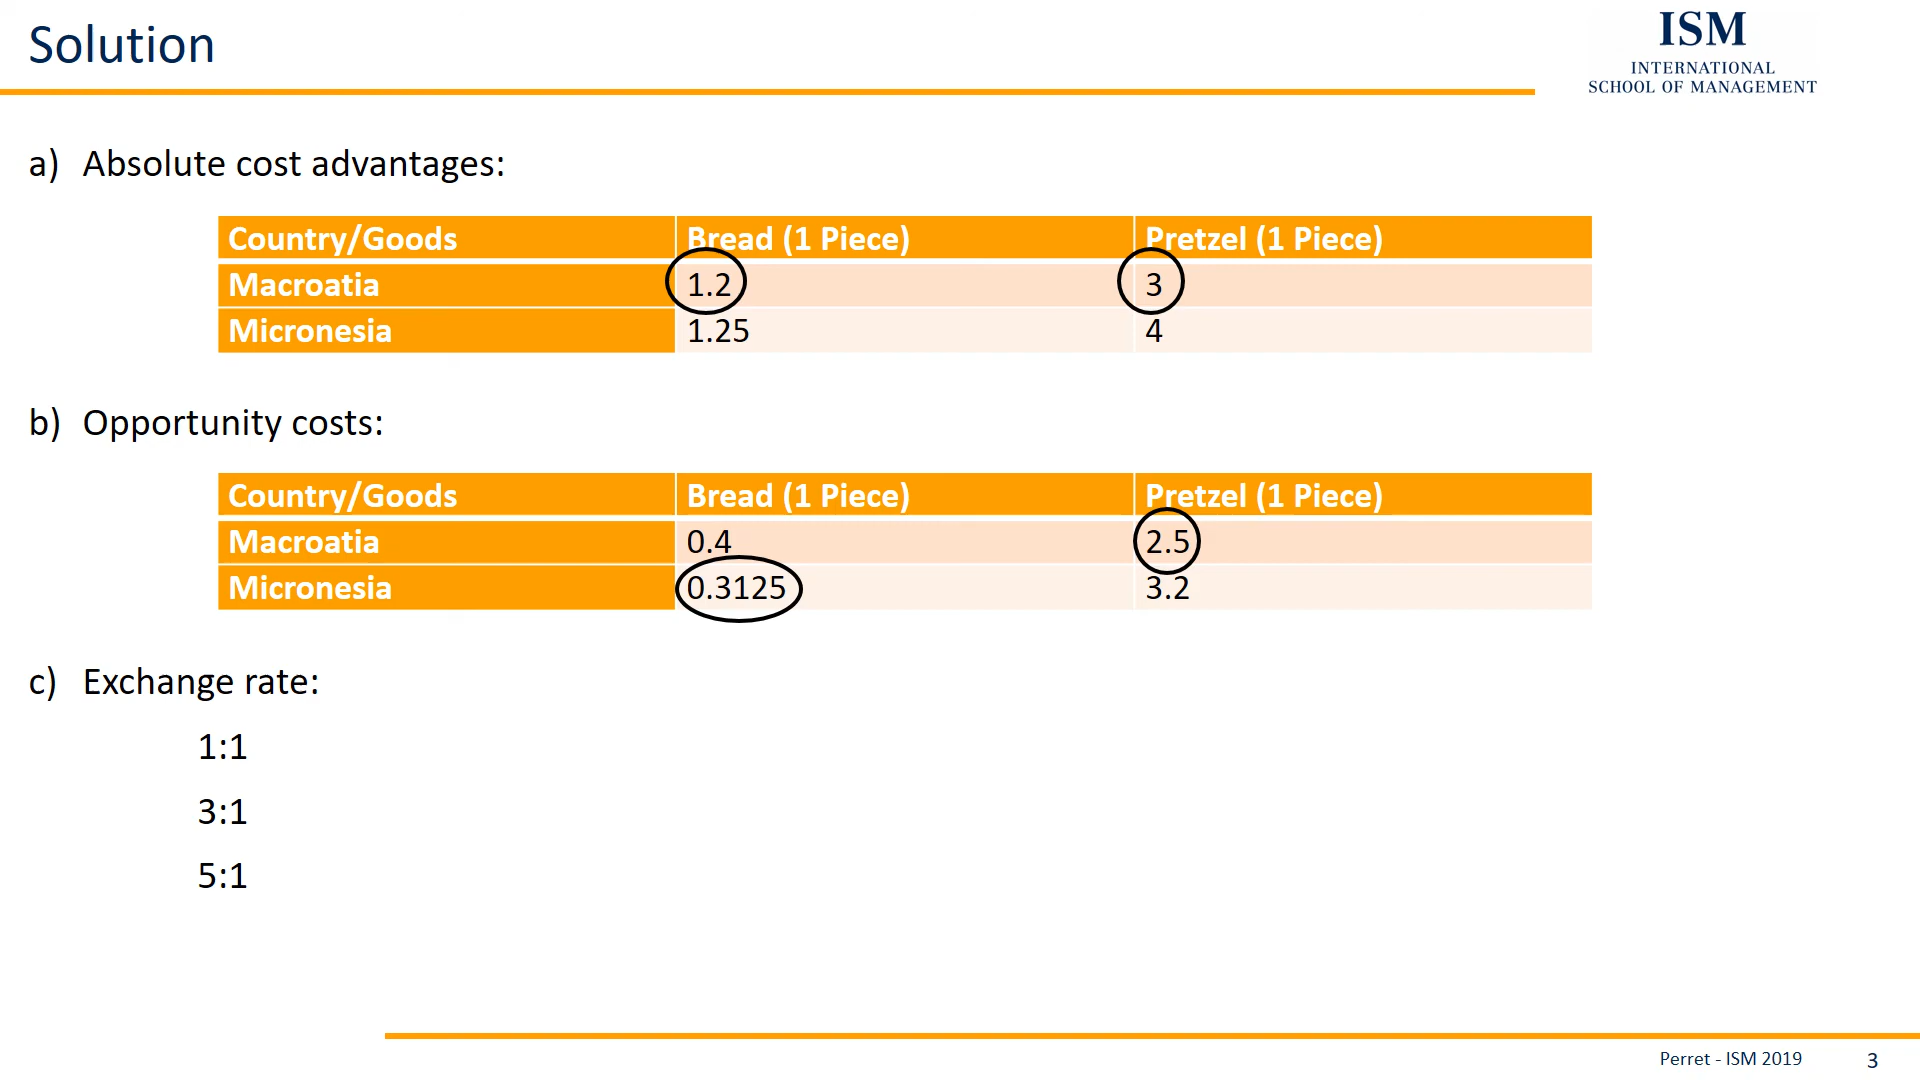 Solution
ISM
INTERNATIONAL
SCHOOL OF MANAGEMENT
a) Absolute cost advantages:
Country/Goods Bread (1 Piece) Pretzel (1 Piece)
Macroatia 1.2 3
Micronesia 1.25 4
b) Opportunity costs:
Country/Goods Bread (1 Piece) Pretzel (1 Piece)
Macroatia 0.4 2.5
Micronesia 0.3125 3.2
c) Exchange rate:
1:1
3:1
5:1
Perret - ISM 2019 3